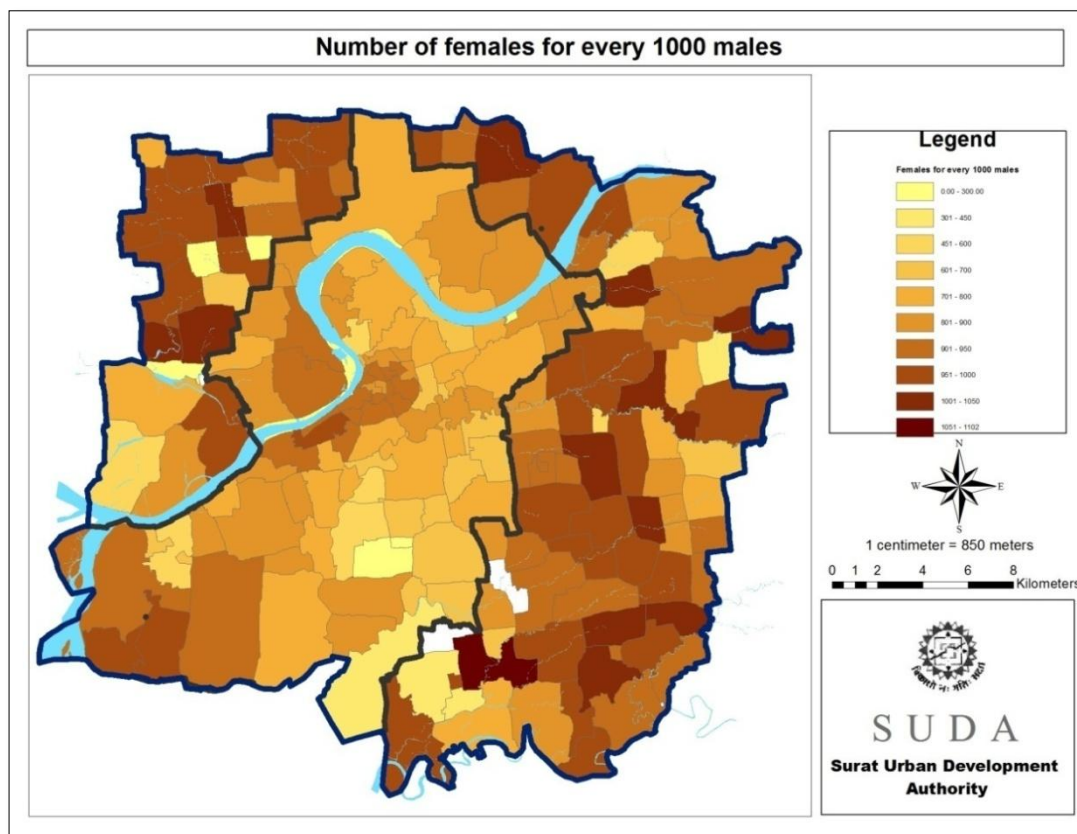 Number of females for every 1000 males
Legend
Females for every 1000 males
0.00 - 300.00
301 - 450
451 - 600
601 - 700
701 - 800
801 - 900
901 - 950
951 - 1000
1001 - 1050
1051 - 1102
N
W E
S
1 centimeter = 850 meters
0 1 2 4 6 8
Kilometers
SUDA
Surat Urban Development
Authority